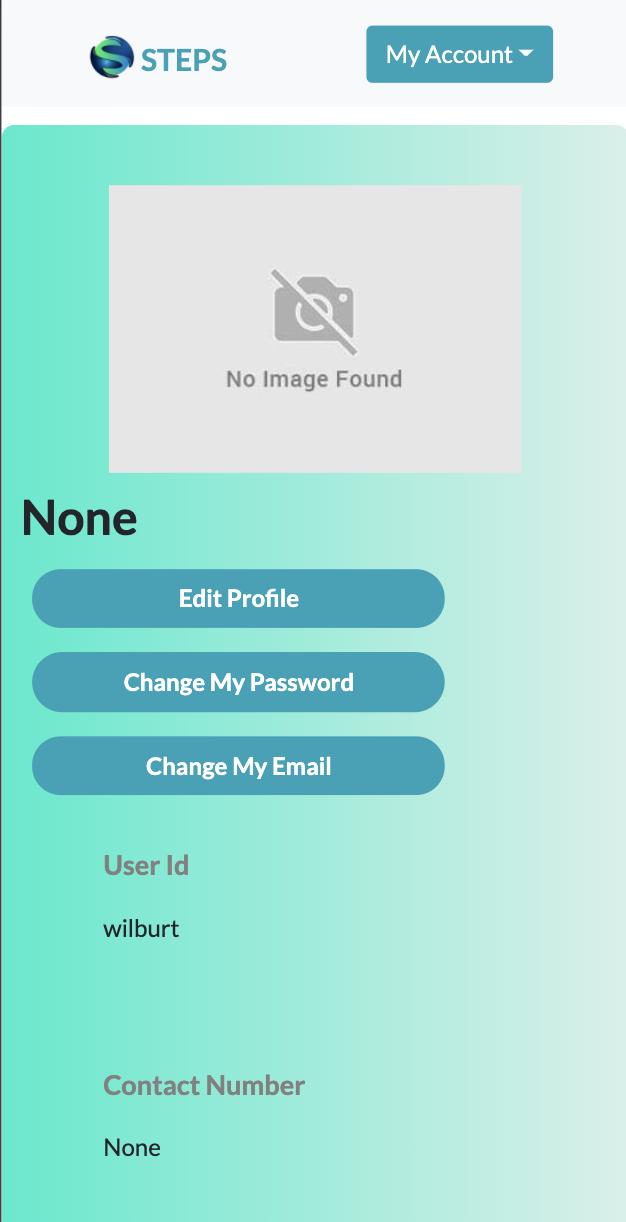 STEPS
My Account
No Image Found
None
Edit Profile
Change My Password
Change My Email
User Id
wilburt
Contact Number
None